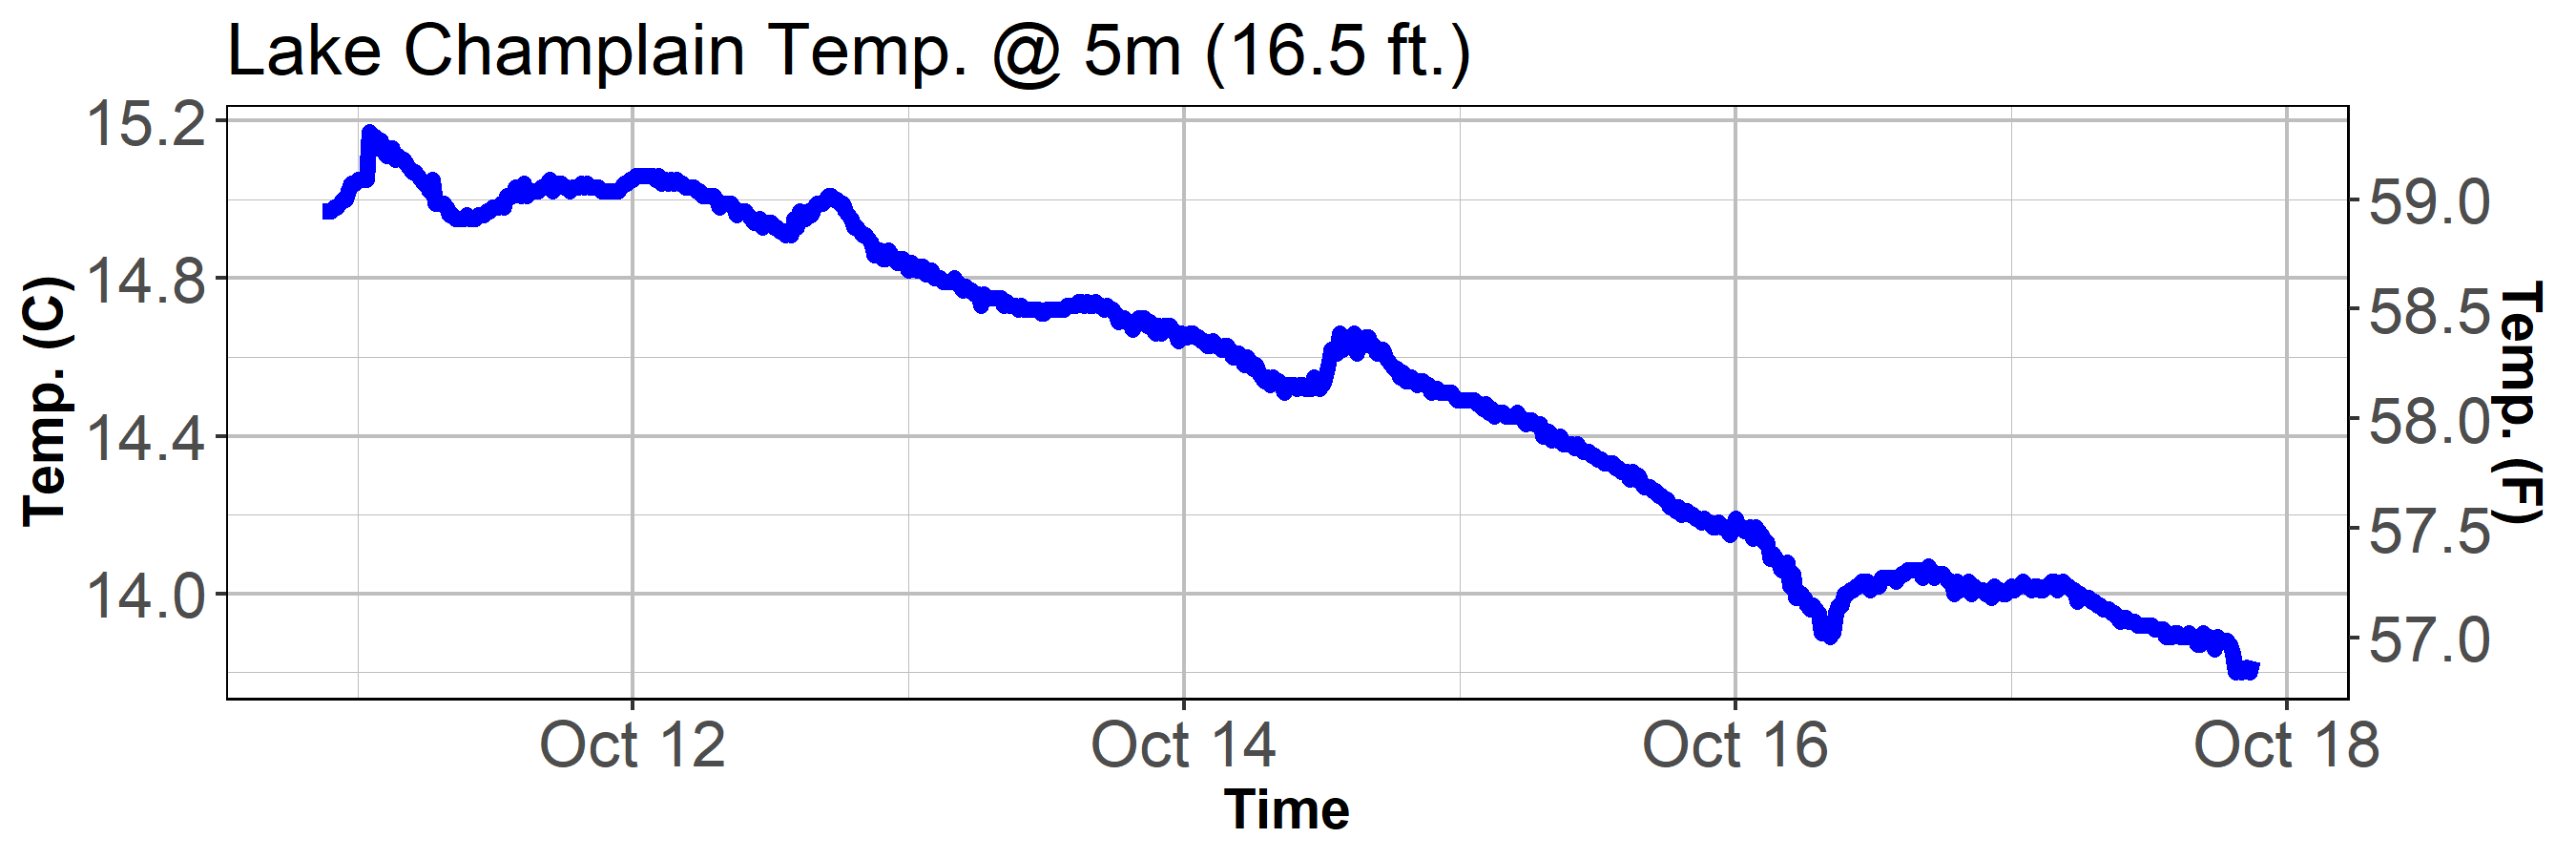 Lake Champlain Temp. @ 5m (16.5 ft.)
15.2
14.8
14.4
14.0
Temp. (C)
59.0
58.5
58.0
57.5
57.0
Temp. (F)
Oct 12 Oct 14 Oct 16 Oct 18
Time